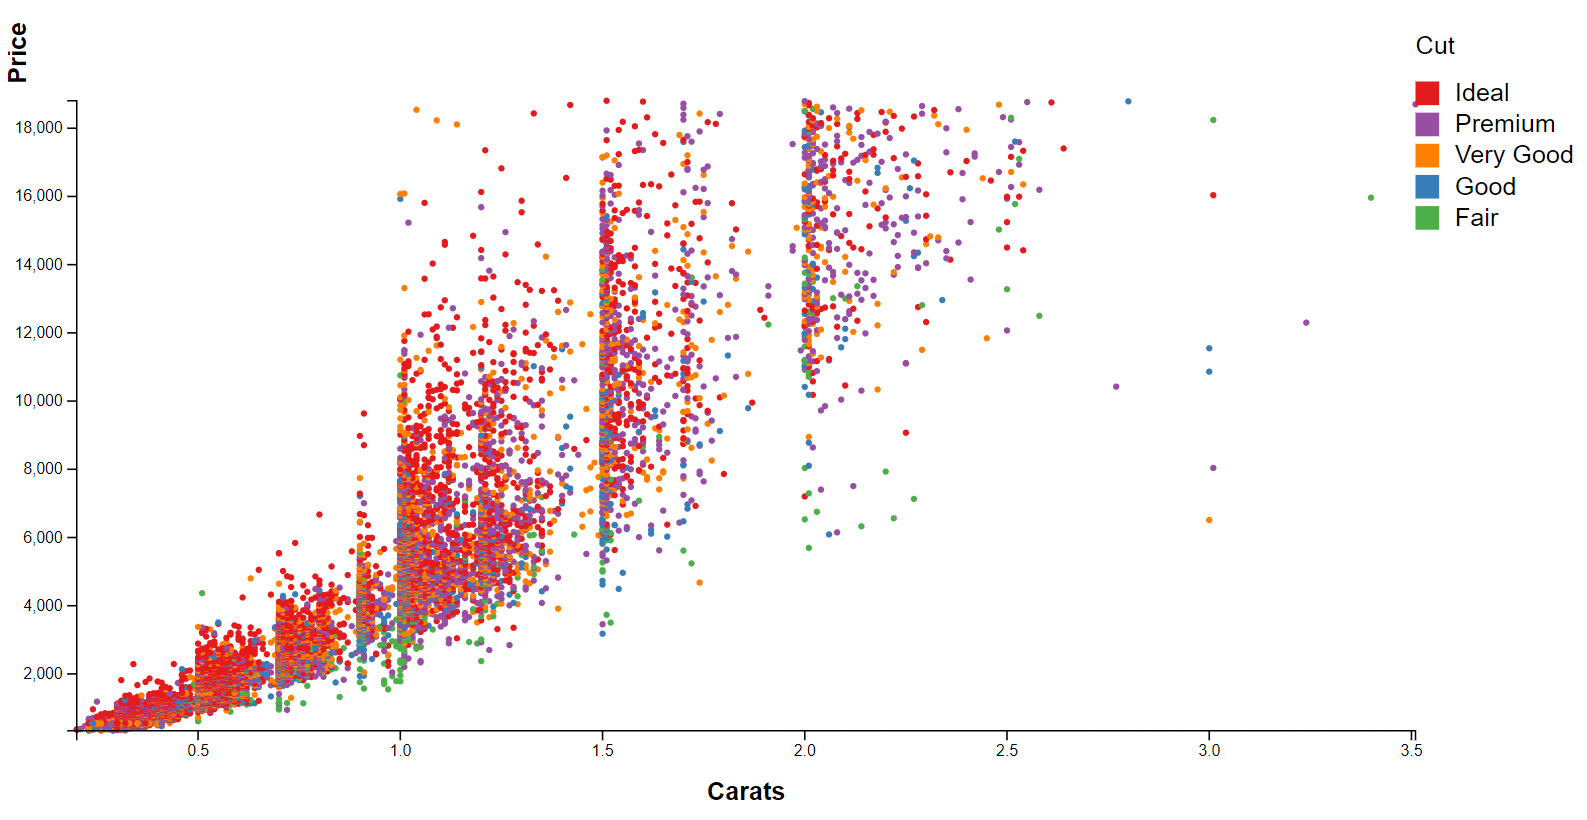 Price
Cut
Ideal
Premium
Very Good
Good
Fair
18,000
16,000
14,000
12,000
10,000
8,000
6,000
4,000
2,000
0.5 1.0 1.5 2.0 2.5 3.0 3.5
Carats